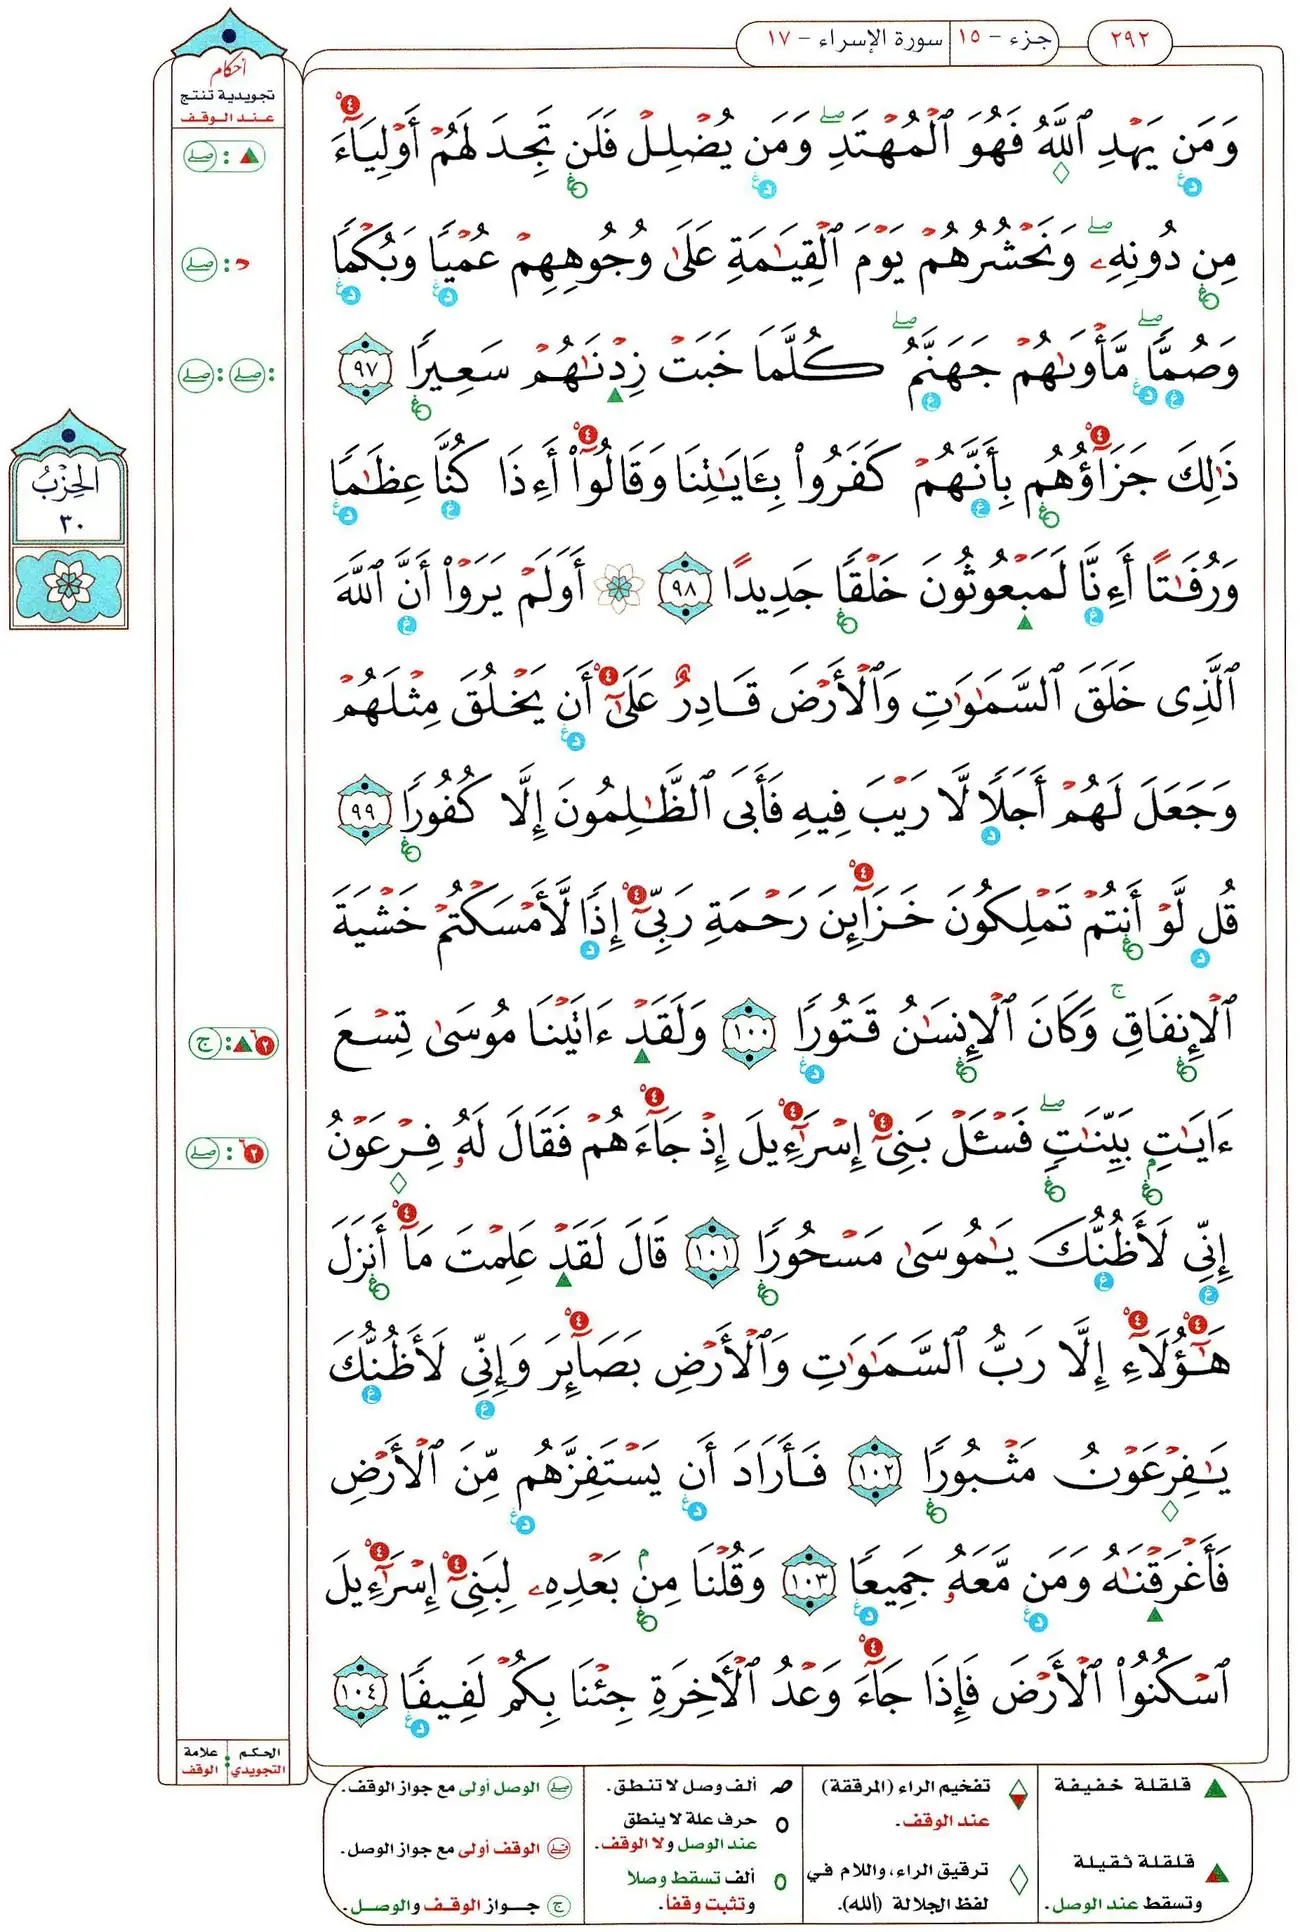 ٢٩٢
جزء - ١٥
سورة الإسراء - ١٧
أحكام
تجويدية تنتج
عند الوقف
وَمَن يَهْدِ ٱللَّهُ فَهُوَ ٱلْمُهْتَدِ ۖ وَمَن يُضْلِلْ فَلَن تَجِدَ لَهُمْ أَوْلِيَآءَ
مِن دُونِهِۦ ۖ وَنَحْشُرُهُمْ يَوْمَ ٱلْقِيَـٰمَةِ عَلَىٰ وُجُوهِهِمْ عُمْيًا وَبُكْمًا
وَصُمًّا ۖ مَّأْوَىٰهُمْ جَهَنَّمُ ۖ كُلَّمَا خَبَتْ زِدْنَـٰهُمْ سَعِيرًا ٩٧
ذَٰلِكَ جَزَآؤُهُم بِأَنَّهُمْ كَفَرُوا۟ بِـَٔايَـٰتِنَا وَقَالُوٓا۟ أَءِذَا كُنَّا عِظَـٰمًا
وَرُفَـٰتًا أَءِنَّا لَمَبْعُوثُونَ خَلْقًا جَدِيدًا ٩٨ أَوَلَمْ يَرَوْا۟ أَنَّ ٱللَّهَ
ٱلَّذِى خَلَقَ ٱلسَّمَـٰوَٰتِ وَٱلْأَرْضَ قَادِرٌ عَلَىٰٓ أَن يَخْلُقَ مِثْلَهُمْ
وَجَعَلَ لَهُمْ أَجَلًا لَّا رَيْبَ فِيهِ فَأَبَى ٱلظَّـٰلِمُونَ إِلَّا كُفُورًا ٩٩
قُل لَّوْ أَنتُمْ تَمْلِكُونَ خَزَآئِنَ رَحْمَةِ رَبِّىٓ إِذًا لَّأَمْسَكْتُمْ خَشْيَةَ
ٱلْإِنفَاقِ ۚ وَكَانَ ٱلْإِنسَـٰنُ قَتُورًا ١٠٠ وَلَقَدْ ءَاتَيْنَا مُوسَىٰ تِسْعَ
ءَايَـٰتٍۭ بَيِّنَـٰتٍ ۖ فَسْـَٔلْ بَنِىٓ إِسْرَٰٓءِيلَ إِذْ جَآءَهُمْ فَقَالَ لَهُۥ فِرْعَوْنُ
إِنِّى لَأَظُنُّكَ يَـٰمُوسَىٰ مَسْحُورًا ١٠١ قَالَ لَقَدْ عَلِمْتَ مَآ أَنزَلَ
هَـٰٓؤُلَآءِ إِلَّا رَبُّ ٱلسَّمَـٰوَٰتِ وَٱلْأَرْضِ بَصَآئِرَ وَإِنِّى لَأَظُنُّكَ
يَـٰفِرْعَوْنُ مَثْبُورًا ١٠٢ فَأَرَادَ أَن يَسْتَفِزَّهُم مِّنَ ٱلْأَرْضِ
فَأَغْرَقْنَـٰهُ وَمَن مَّعَهُۥ جَمِيعًا ١٠٣ وَقُلْنَا مِنۢ بَعْدِهِۦ لِبَنِىٓ إِسْرَٰٓءِيلَ
ٱسْكُنُوا۟ ٱلْأَرْضَ فَإِذَا جَآءَ وَعْدُ ٱلْـَٔاخِرَةِ جِئْنَا بِكُمْ لَفِيفًا ١٠٤
الحِزْبُ
٣٠
الحكم : علامة
التجويدي : الوقف
قلقلة خفيفة
قلقلة ثقيلة
وتسقط عند الوصل.
تفخيم الراء (المرققة)
عند الوقف.
ترقيق الراء، واللام في
لفظ الجلالة (ألله).
ألف وصل لا تنطق.
حرف علة لا ينطق
عند الوصل ولا الوقف.
ألف تسقط وصلا
وتثبت وقفاً.
الوصل أولى مع جواز الوقف.
الوقف أولى مع جواز الوصل.
ج جواز الوقف والوصل.